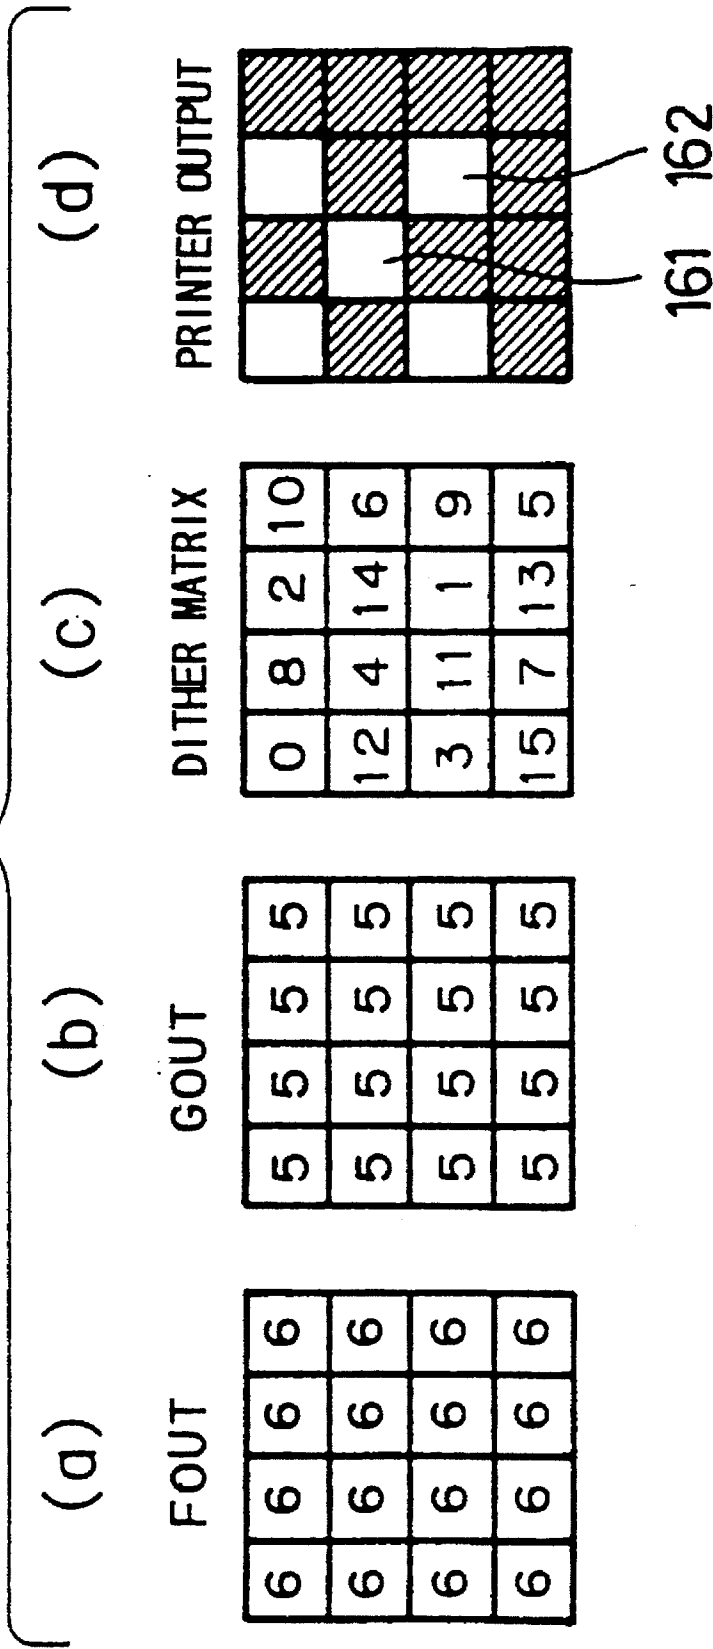 (a) (b) (c) (d)
FOUT GOUT DITHER MATRIX PRINTER OUTPUT
6 6 6 6 5 5 5 5 0 8 2 10
6 6 6 6 5 5 5 5 12 4 14 6
6 6 6 6 5 5 5 5 3 11 1 9
6 6 6 6 5 5 5 5 15 7 13 5
161 162